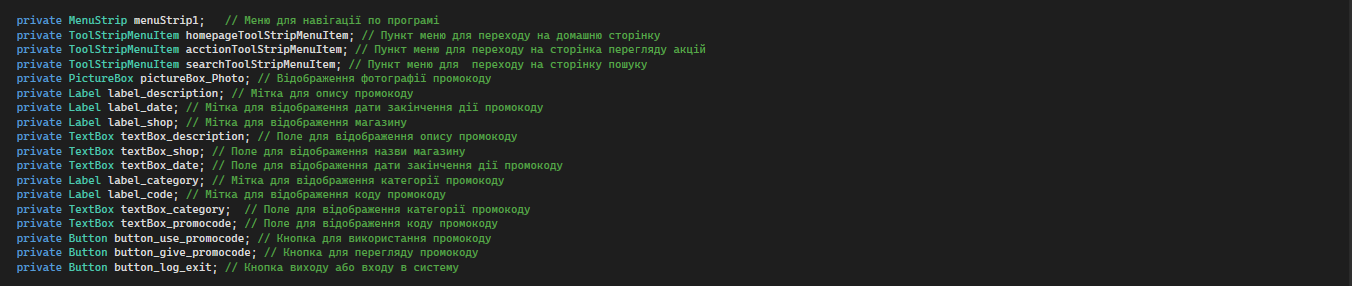 private MenuStrip menuStrip1;   // Меню для навігації по програмі
private ToolStripMenuItem homepageToolStripMenuItem; // Пункт меню для переходу на домашню сторінку
private ToolStripMenuItem acctionToolStripMenuItem; // Пункт меню для переходу на сторінка перегляду акцій
private ToolStripMenuItem searchToolStripMenuItem; // Пункт меню для  переходу на сторінку пошуку
private PictureBox pictureBox_Photo; // Відображення фотографії промокоду
private Label label_description; // Мітка для опису промокоду
private Label label_date; // Мітка для відображення дати закінчення дії промокоду
private Label label_shop; // Мітка для відображення магазину
private TextBox textBox_description; // Поле для відображення опису промокоду
private TextBox textBox_shop; // Поле для відображення назви магазину
private TextBox textBox_date; // Поле для відображення дати закінчення дії промокоду
private Label label_category; // Мітка для відображення категорії промокоду
private Label label_code; // Мітка для відображення коду промокоду
private TextBox textBox_category;  // Поле для відображення категорії промокоду
private TextBox textBox_promocode; // Поле для відображення коду промокоду
private Button button_use_promocode; // Кнопка для використання промокоду
private Button button_give_promocode; // Кнопка для перегляду промокоду
private Button button_log_exit; // Кнопка виходу або входу в систему